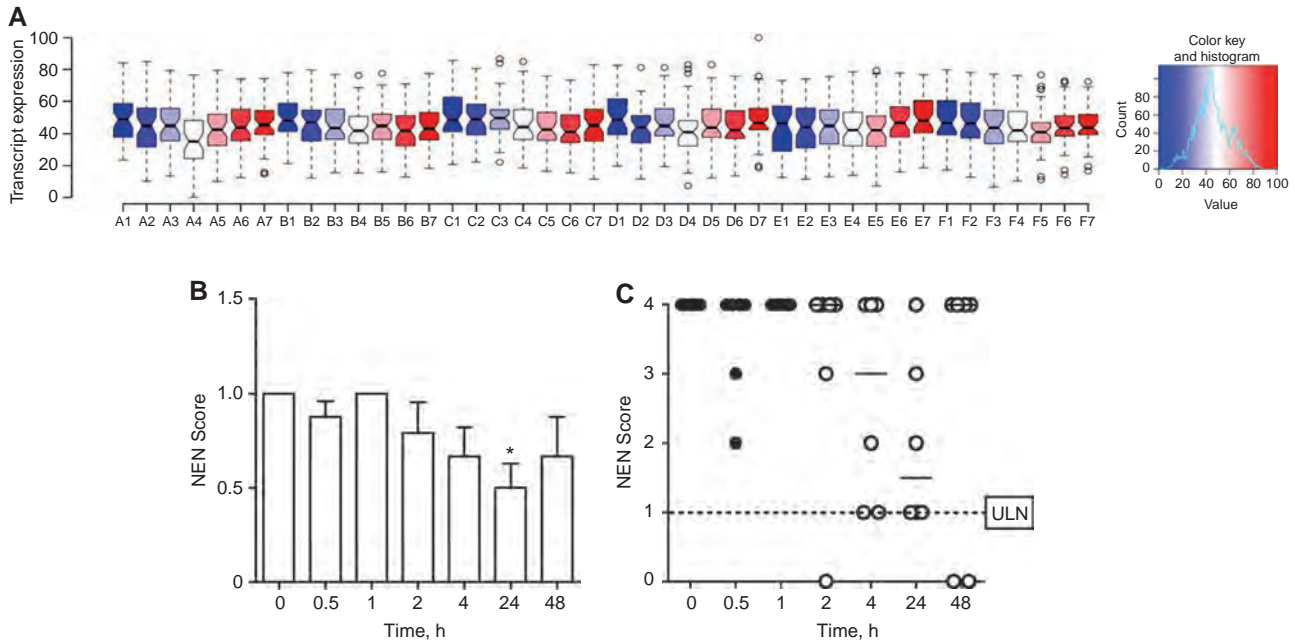 A
Transcript expression
100
80
60
40
20
0
A1 A2 A3 A4 A5 A6 A7 B1 B2 B3 B4 B5 B6 B7 C1 C2 C3 C4 C5 C6 C7 D1 D2 D3 D4 D5 D6 D7 E1 E2 E3 E4 E5 E6 E7 F1 F2 F3 F4 F5 F6 F7
Color key
and histogram
Count
80
60
40
20
0
0 20 40 60 80 100
Value
B
NEN Score
1.5
1.0
0.5
0
*
0 0.5 1 2 4 24 48
Time, h
C
NEN Score
4
3
2
1
0
ULN
0 0.5 1 2 4 24 48
Time, h